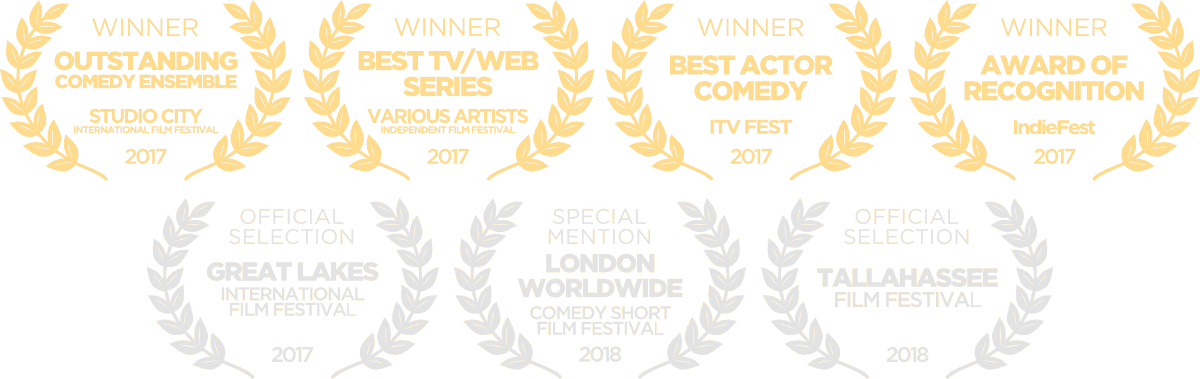 WINNER
OUTSTANDING
COMEDY ENSEMBLE
STUDIO CITY
INTERNATIONAL FILM FESTIVAL
2017
WINNER
BEST TV/WEB
SERIES
VARIOUS ARTISTS
INDEPENDENT FILM FESTIVAL
2017
WINNER
BEST ACTOR
COMEDY
ITV FEST
2017
WINNER
AWARD OF
RECOGNITION
IndieFest
2017
OFFICIAL
SELECTION
GREAT LAKES
INTERNATIONAL
FILM FESTIVAL
2017
SPECIAL
MENTION
LONDON
WORLDWIDE
COMEDY SHORT
FILM FESTIVAL
2018
OFFICIAL
SELECTION
TALLAHASSEE
FILM FESTIVAL
2018